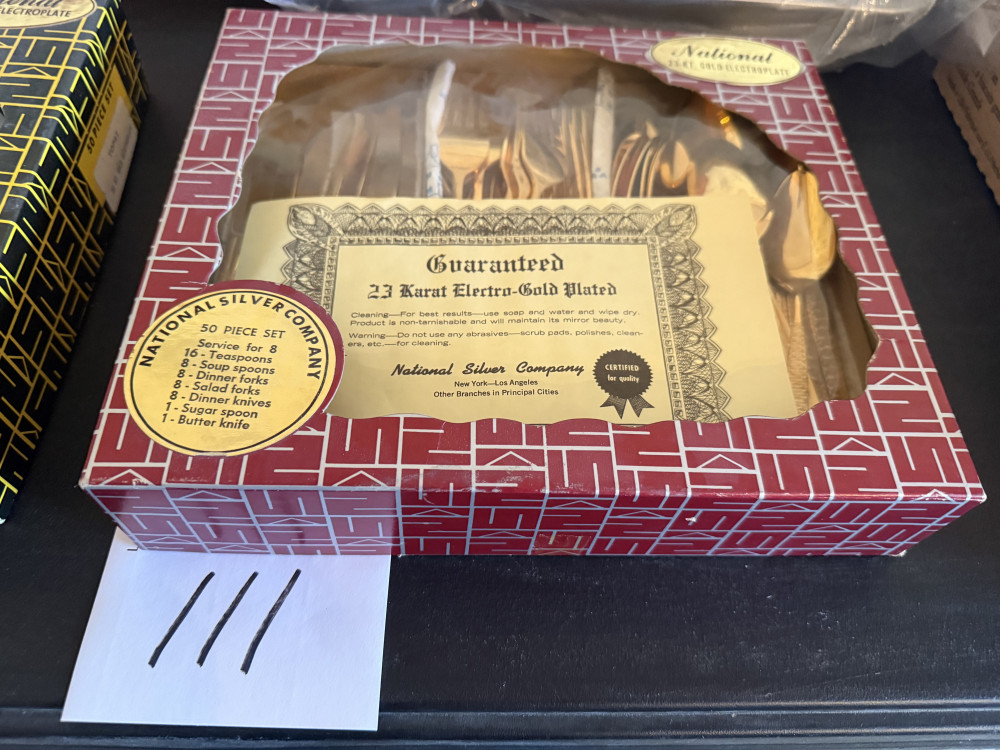 ELECTROPLATE
50 PIECE SET
National
23 KT. GOLD ELECTROPLATE
Guaranteed
23 Karat Electro-Gold Plated
Cleaning—For best results—use soap and water and wipe dry.
Product is non-tarnishable and will maintain its mirror beauty.
Warning—Do not use any abrasives—scrub pads, polishes, clean-
ers, etc.—for cleaning.
National Silver Company
New York—Los Angeles
Other Branches in Principal Cities
CERTIFIED
for quality
NATIONAL SILVER COMPANY
50 PIECE SET
Service for 8
16 - Teaspoons
8 - Soup spoons
8 - Dinner forks
8 - Salad forks
8 - Dinner knives
1 - Sugar spoon
1 - Butter knife
111